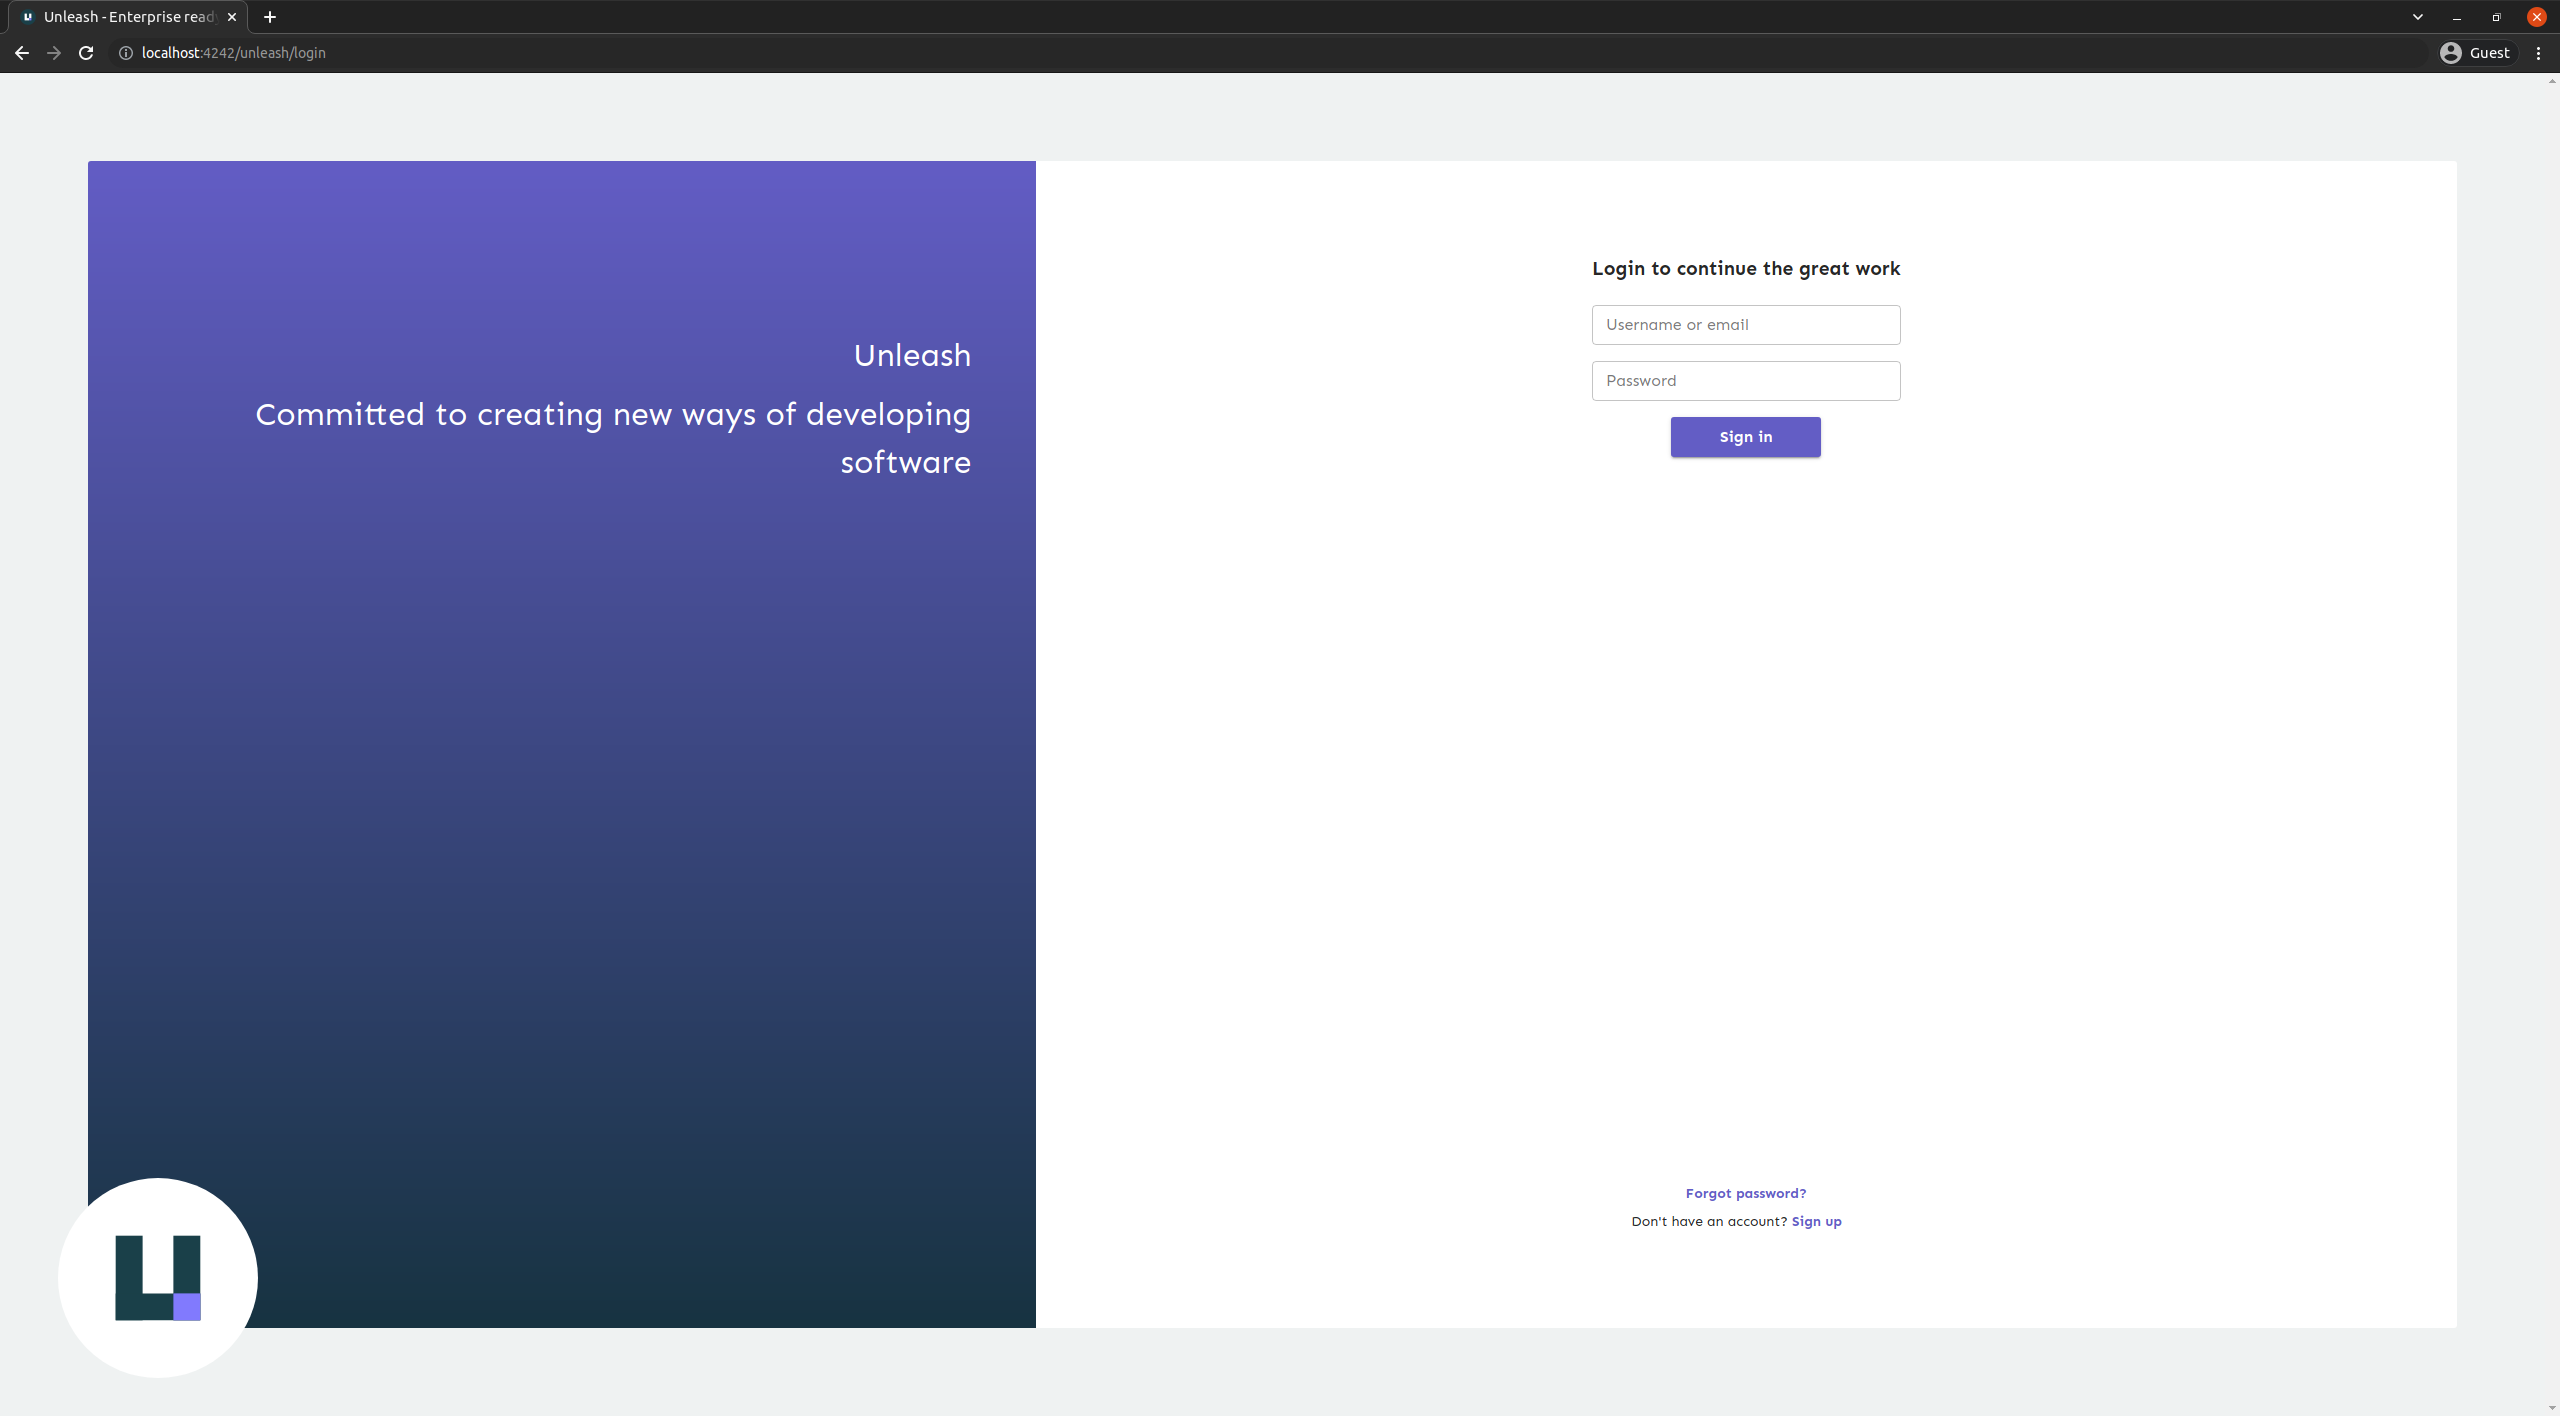 Unleash - Enterprise read
localhost:4242/unleash/login
Guest
Unleash
Committed to creating new ways of developing
software
Login to continue the great work
Username or email
Password
Sign in
Forgot password?
Don't have an account? Sign up